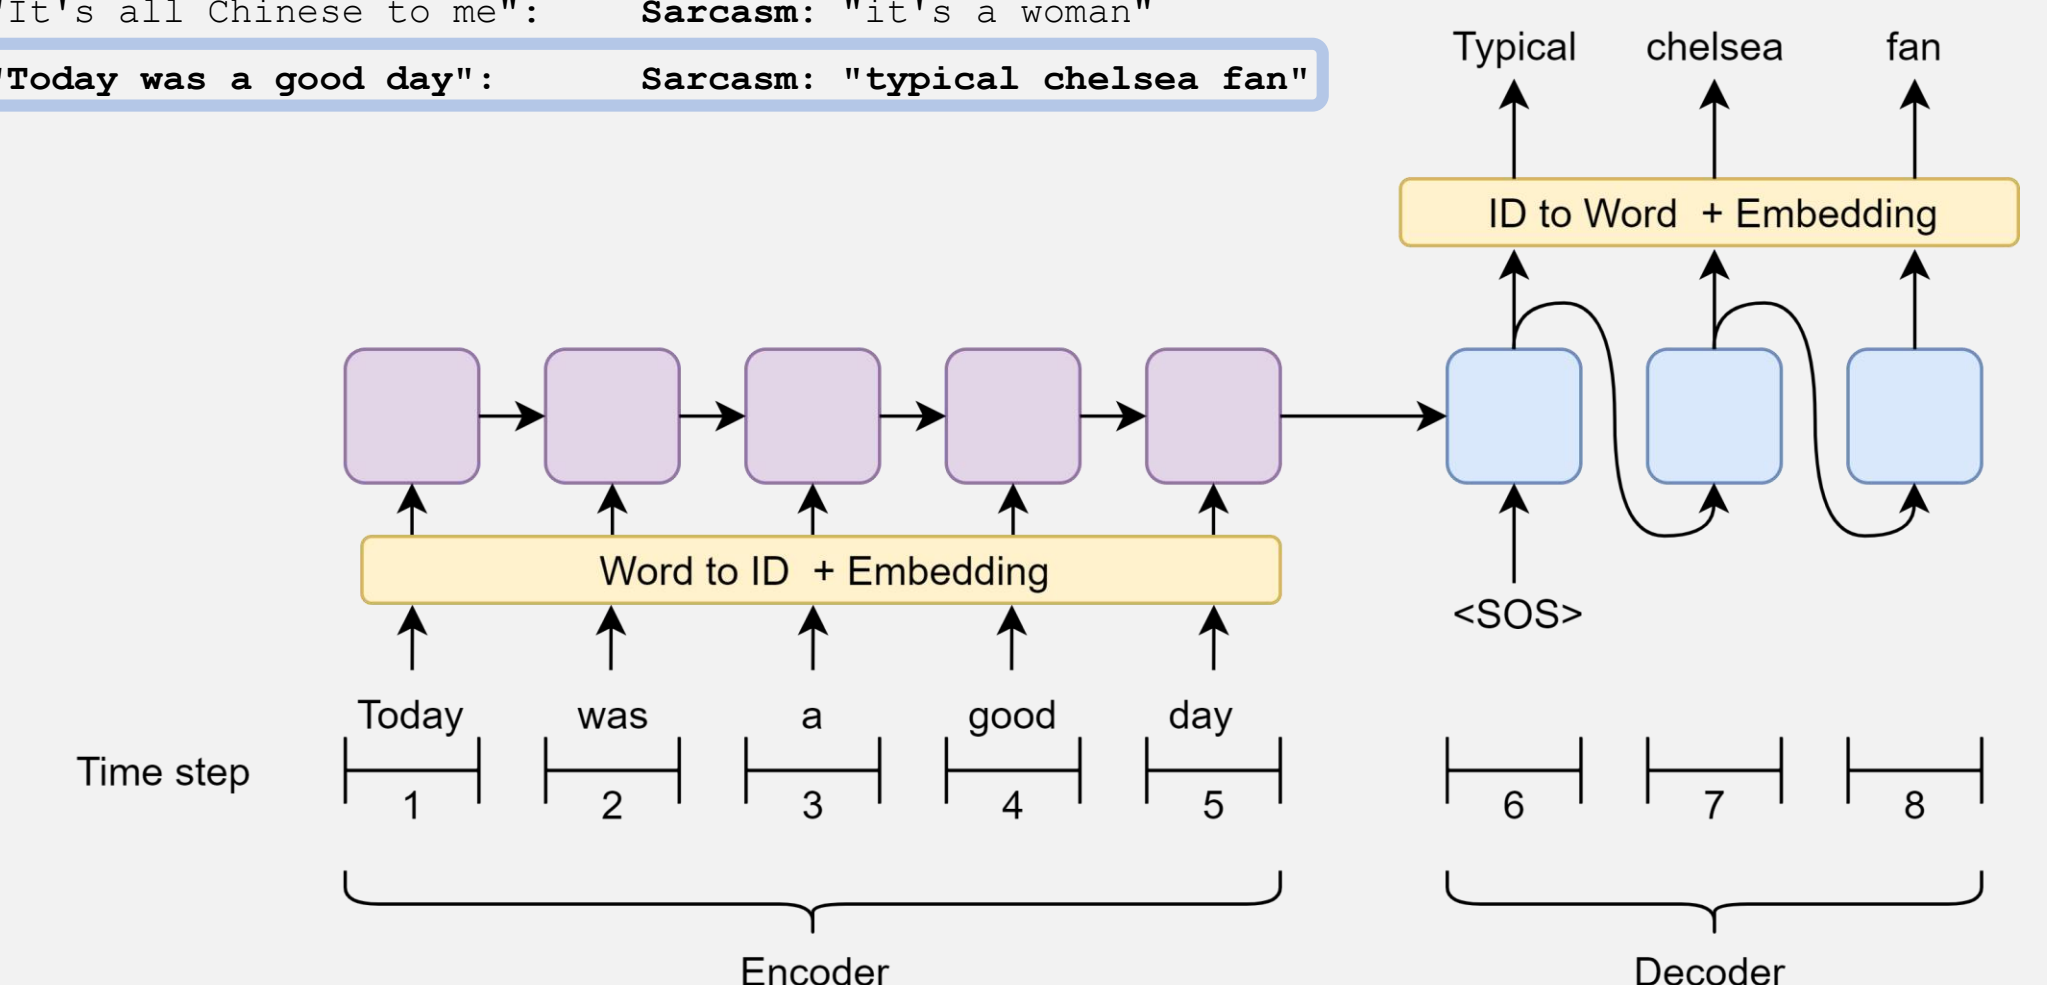 "It's all Chinese to me": Sarcasm: "it's a woman"
"Today was a good day": Sarcasm: "typical chelsea fan"
Typical chelsea fan
ID to Word + Embedding
Word to ID + Embedding
<SOS>
Today was a good day
Time step
1 2 3 4 5 6 7 8
Encoder Decoder